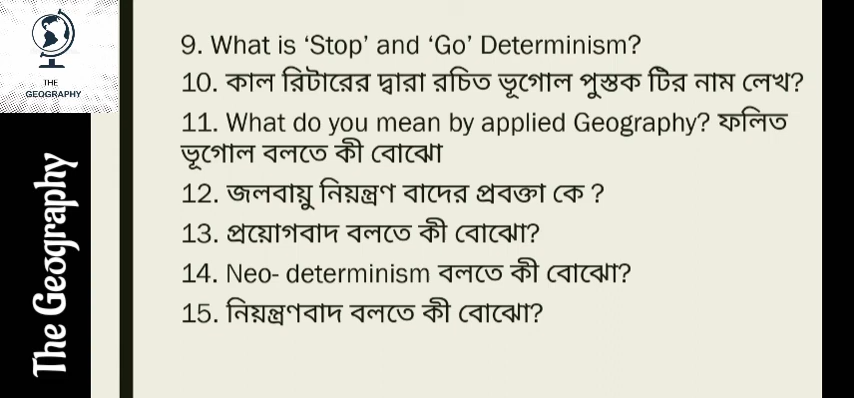 THE
GEOGRAPHY
The Geography
9. What is ‘Stop’ and ‘Go’ Determinism?
10. কাল রিটারের দ্বারা রচিত ভূগোল পুস্তক টির নাম লেখ?
11. What do you mean by applied Geography? ফলিত
ভূগোল বলতে কী বোঝো
12. জলবায়ু নিয়ন্ত্রণ বাদের প্রবক্তা কে ?
13. প্রয়োগবাদ বলতে কী বোঝো?
14. Neo- determinism বলতে কী বোঝো?
15. নিয়ন্ত্রণবাদ বলতে কী বোঝো?